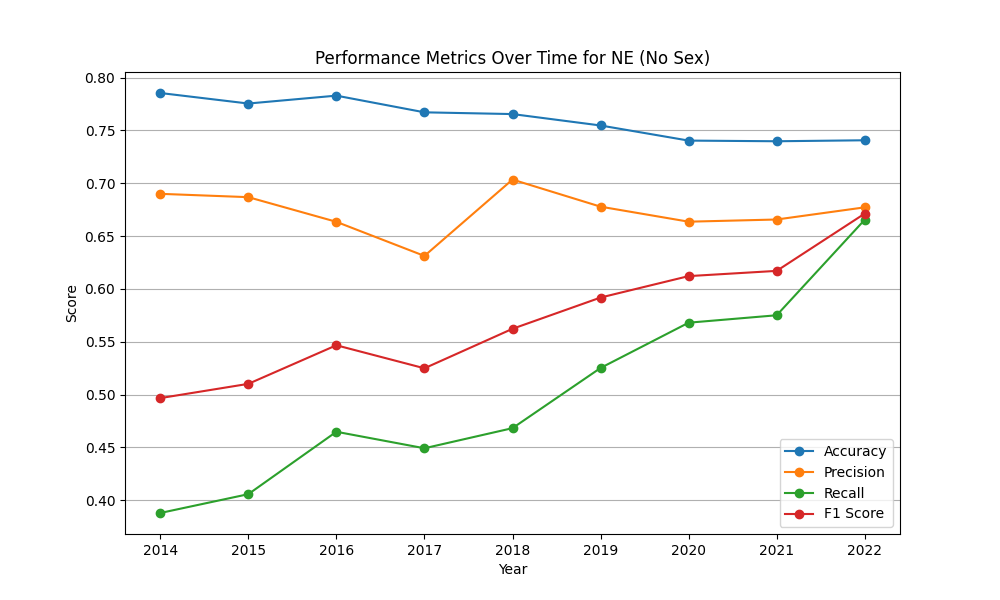 Performance Metrics Over Time for NE (No Sex)
0.80
0.75
0.70
0.65
0.60
0.55
0.50
0.45
0.40
Score
Accuracy
Precision
Recall
F1 Score
2014 2015 2016 2017 2018 2019 2020 2021 2022
Year